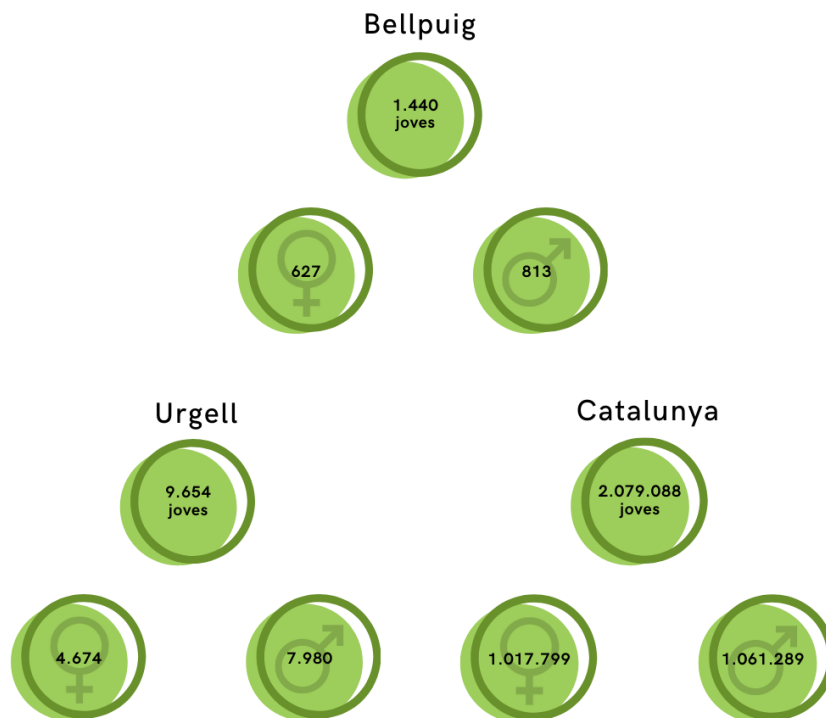 Bellpuig
1.440
joves
627
813
Urgell
Catalunya
9.654
joves
2.079.088
joves
4.674
7.980
1.017.799
1.061.289